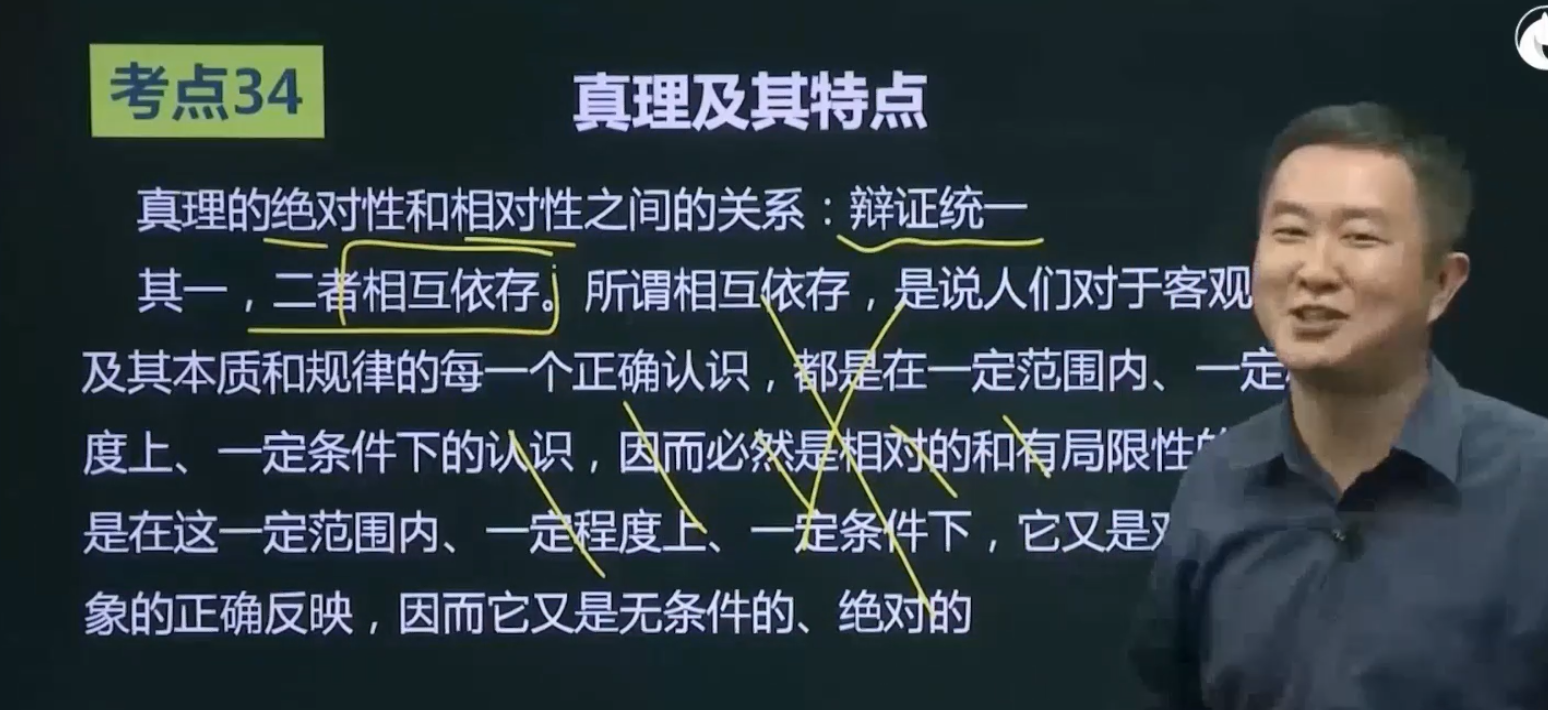 考点34
真理及其特点
真理的绝对性和相对性之间的关系：辩证统一
其一，二者相互依存。所谓相互依存，是说人们对于客观
及其本质和规律的每一个正确认识，都是在一定范围内、一定
度上、一定条件下的认识，因而必然是相对的和有局限性
是在这一定范围内、一定程度上、一定条件下，它又是
象的正确反映，因而它又是无条件的、绝对的